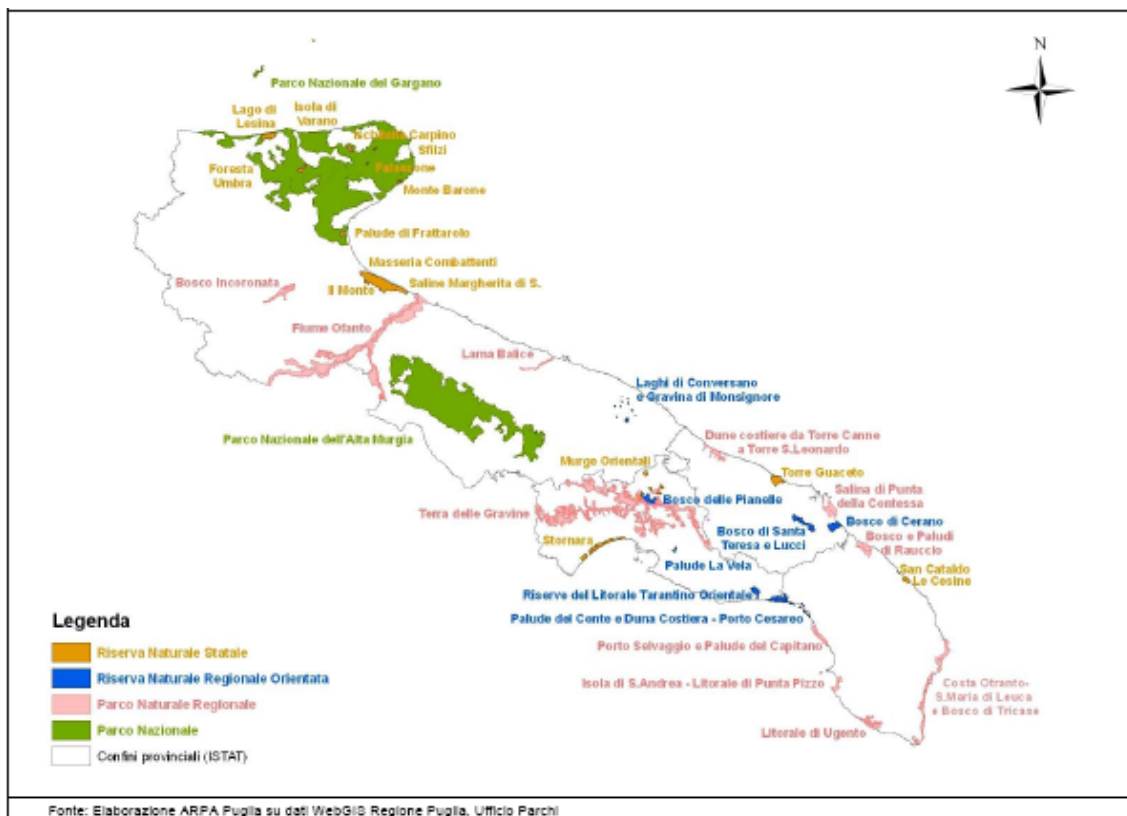 N
Parco Nazionale del Gargano
Lago di
Lesina
Isola di
Varano
Ischitella Carpino
Sfilzi
Foresta
Umbra
Falascone
Monte Barone
Palude di Frattarolo
Masseria Combattenti
Bosco Incoronata
Il Monte
Saline Margherita di S.
Fiume Ofanto
Lama Balice
Laghi di Conversano
e Gravina di Monsignore
Parco Nazionale dell'Alta Murgia
Dune costiere da Torre Canne
a Torre S.Leonardo
Murge Orientali
Torre Guaceto
Bosco delle Pianelle
Salina di Punta
della Contessa
Terra delle Gravine
Bosco di Santa
Teresa e Lucci
Bosco di Cerano
Bosco e Paludi
di Rauccio
Stornara
Palude La Vela
San Cataldo
Le Cesine
Riserve del Litorale Tarantino Orientale
Palude del Conte e Duna Costiera - Porto Cesareo
Porto Selvaggio e Palude del Capitano
Isola di S.Andrea - Litorale di Punta Pizzo
Costa Otranto-
S.Maria di Leuca
e Bosco di Tricase
Litorale di Ugento
Legenda
Riserva Naturale Statale
Riserva Naturale Regionale Orientata
Parco Naturale Regionale
Parco Nazionale
Confini provinciali (ISTAT)
Fonte: Elaborazione ARPA Puglia su dati WebGIS Regione Puglia, Ufficio Parchi